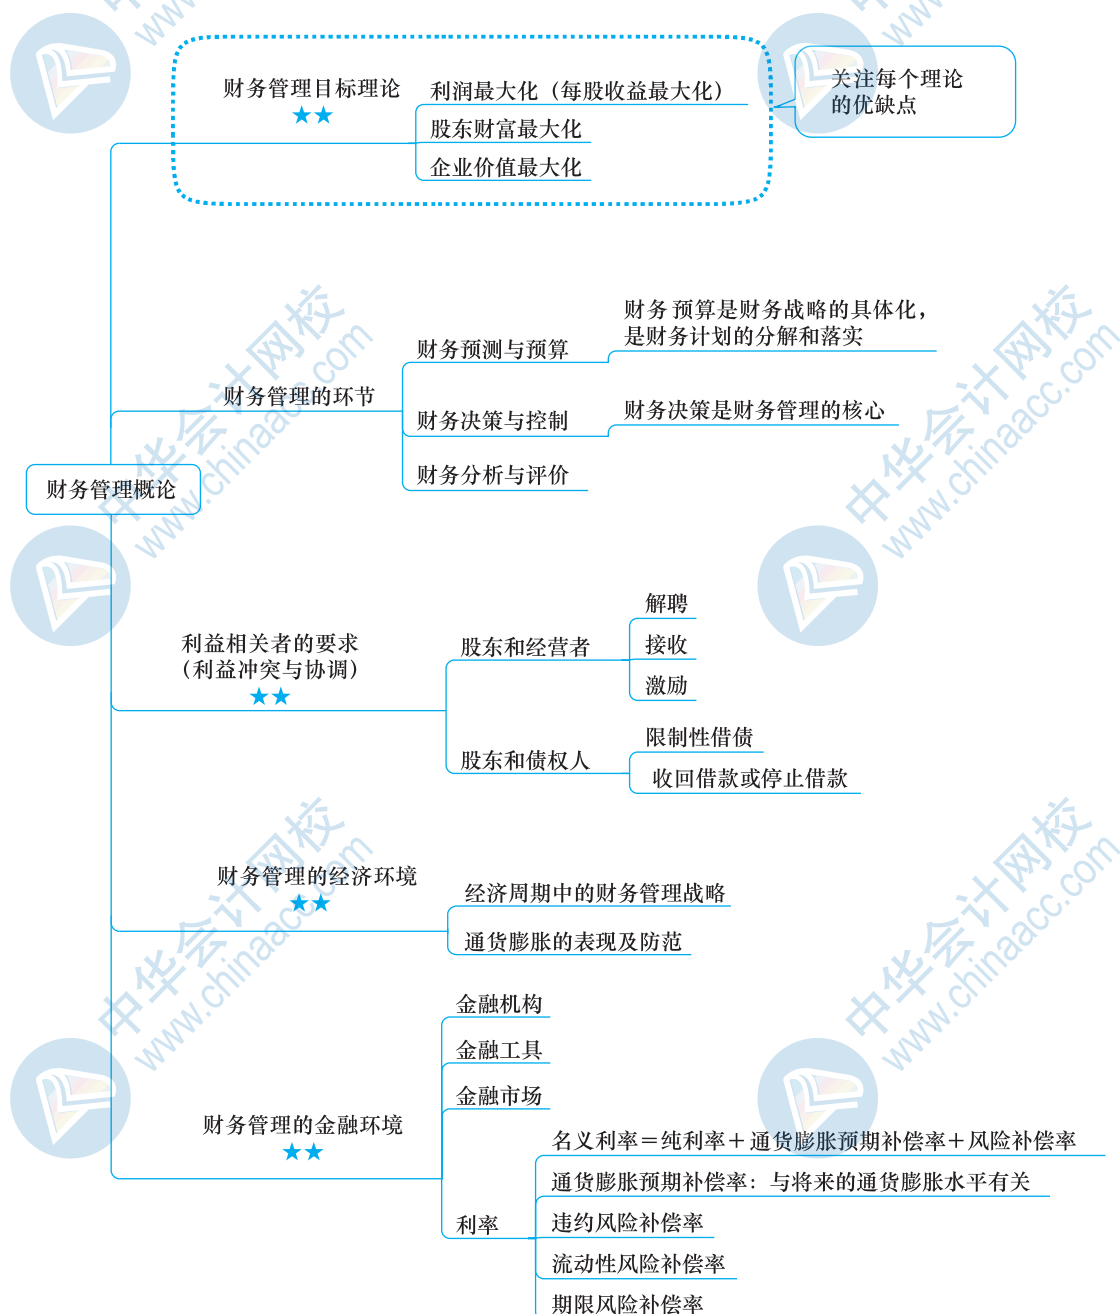 财务管理目标理论
★★
利润最大化（每股收益最大化）
股东财富最大化
企业价值最大化
关注每个理论
的优缺点
财务管理的环节
财务预测与预算
财务预算是财务战略的具体化，
是财务计划的分解和落实
财务决策与控制
财务决策是财务管理的核心
财务分析与评价
财务管理概论
利益相关者的要求
（利益冲突与协调）
★★
股东和经营者
解聘
接收
激励
股东和债权人
限制性借债
收回借款或停止借款
财务管理的经济环境
★★
经济周期中的财务管理战略
通货膨胀的表现及防范
财务管理的金融环境
★★
金融机构
金融工具
金融市场
利率
名义利率＝纯利率＋通货膨胀预期补偿率＋风险补偿率
通货膨胀预期补偿率：与将来的通货膨胀水平有关
违约风险补偿率
流动性风险补偿率
期限风险补偿率
中华会计网校
www.chinaacc.com
中华会计网校
www.chinaacc.com
中华会计网校
www.chinaacc.com
中华会计网校
www.chinaacc.com